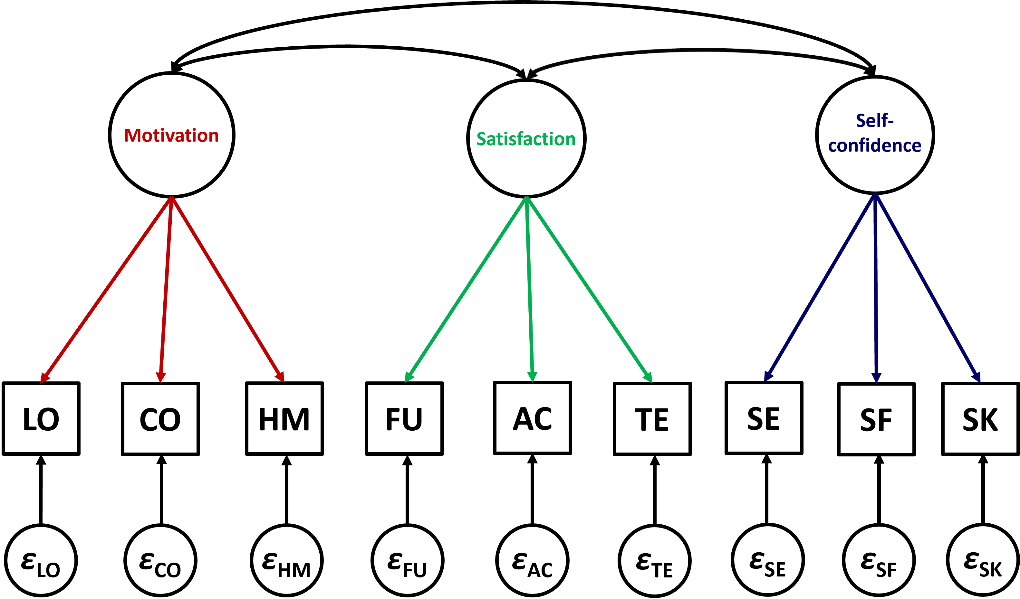 Motivation
Satisfaction
Self-
confidence
LO
CO
HM
FU
AC
TE
SE
SF
SK
εLO
εCO
εHM
εFU
εAC
εTE
εSE
εSF
εSK